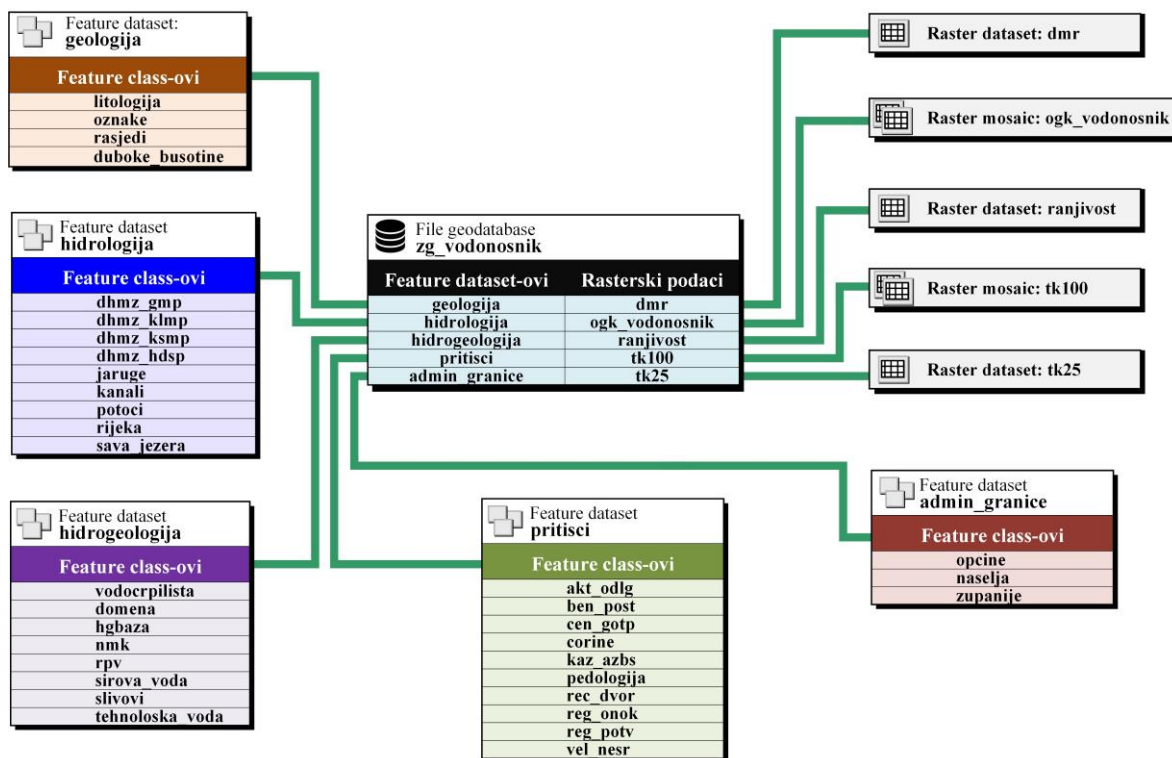 Feature dataset:
geologija
Feature class-ovi
litologija
oznake
rasjedi
duboke_busotine
Feature dataset
hidrologija
Feature class-ovi
dhmz_gmp
dhmz_klmp
dhmz_ksmp
dhmz_hdsp
jaruge
kanali
potoci
rijeka
sava_jezera
Feature dataset
hidrogeologija
Feature class-ovi
vodocrpilista
domena
hgbaza
nmk
rpv
sirova_voda
slivovi
tehnoloska_voda
File geodatabase
zg_vodonosnik
Feature dataset-ovi Rasterski podaci
geologija dmr
hidrologija ogk_vodonosnik
hidrogeologija ranjivost
pritisci tk100
admin_granice tk25
Feature dataset
pritisci
Feature class-ovi
akt_odlg
ben_post
cen_gotp
corine
kaz_azbs
pedologija
rec_dvor
reg_onok
reg_potv
vel_nesr
Raster dataset: dmr
Raster mosaic: ogk_vodonosnik
Raster dataset: ranjivost
Raster mosaic: tk100
Raster dataset: tk25
Feature dataset
admin_granice
Feature class-ovi
opcine
naselja
zupanije